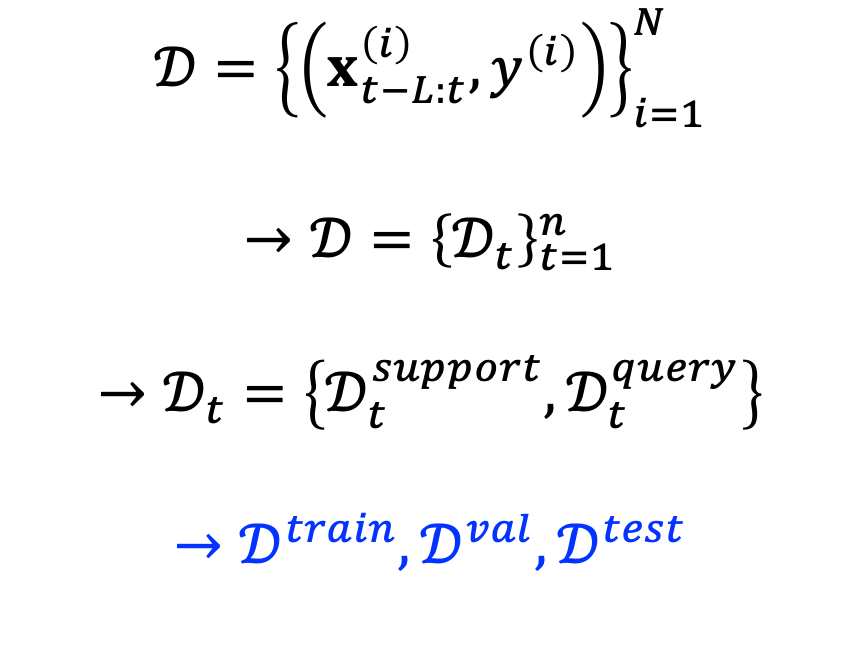 𝒟 = {(𝐱_{t−L:t}^{(i)}, y^{(i)})}_{i=1}^{N}
→ 𝒟 = {𝒟_t}_{t=1}^{n}
→ 𝒟_t = {𝒟_t^{support}, 𝒟_t^{query}}
→ 𝒟^{train}, 𝒟^{val}, 𝒟^{test}